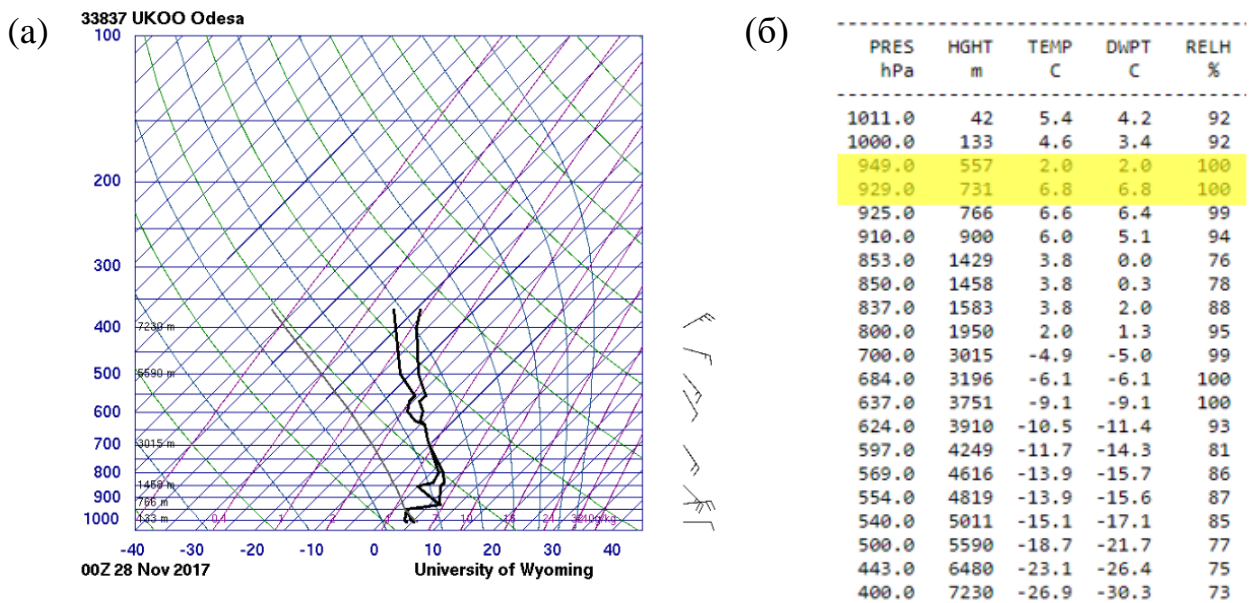 (а)
33837 UKOO Odesa
100
200
300
400
500
600
700
800
900
1000
7230 m
5590 m
3015 m
1458 m
766 m
133 m
0.4
1
2
4
7
10
16
24
-40 -30 -20 -10 0 10 20 30 40
00Z 28 Nov 2017 University of Wyoming
(б)
PRES HGHT TEMP DWPT RELH
hPa m C C %
1011.0 42 5.4 4.2 92
1000.0 133 4.6 3.4 92
949.0 557 2.0 2.0 100
929.0 731 6.8 6.8 100
925.0 766 6.6 6.4 99
910.0 900 6.0 5.1 94
853.0 1429 3.8 0.0 76
850.0 1458 3.8 0.3 78
837.0 1583 3.8 2.0 88
800.0 1950 2.0 1.3 95
700.0 3015 -4.9 -5.0 99
684.0 3196 -6.1 -6.1 100
637.0 3751 -9.1 -9.1 100
624.0 3910 -10.5 -11.4 93
597.0 4249 -11.7 -14.3 81
569.0 4616 -13.9 -15.7 86
554.0 4819 -13.9 -15.6 87
540.0 5011 -15.1 -17.1 85
500.0 5590 -18.7 -21.7 77
443.0 6480 -23.1 -26.4 75
400.0 7230 -26.9 -30.3 73